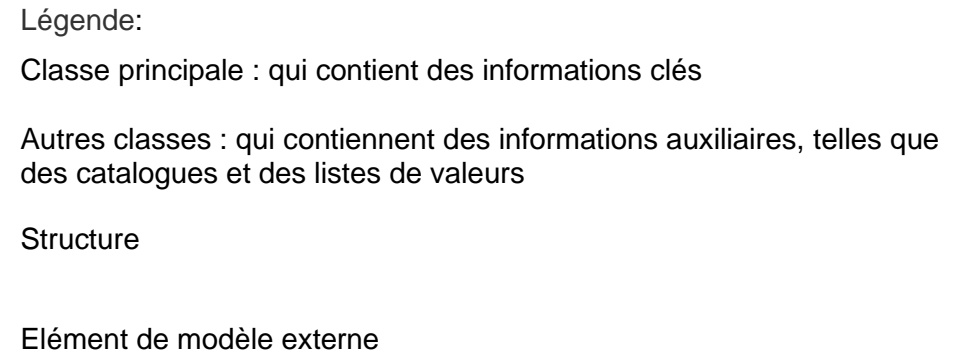 Légende:
Classe principale : qui contient des informations clés
Autres classes : qui contiennent des informations auxiliaires, telles que
des catalogues et des listes de valeurs
Structure
Elément de modèle externe